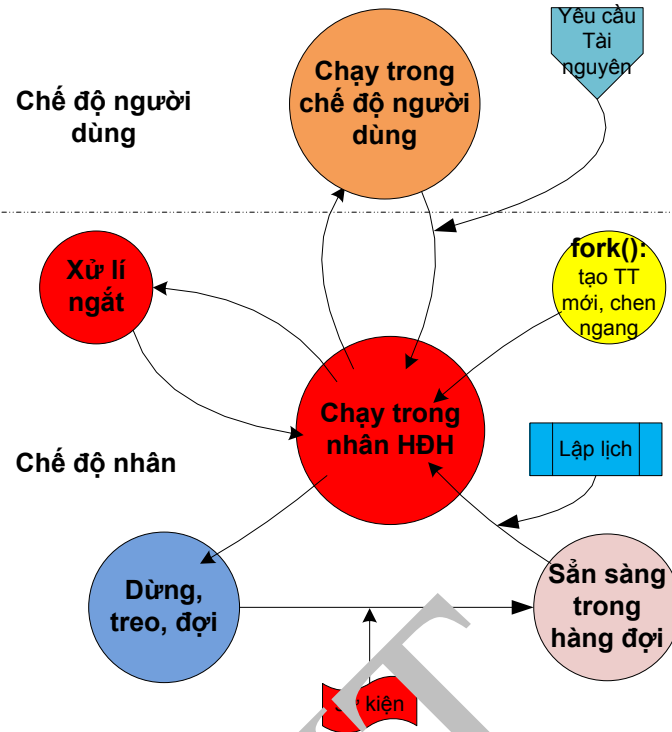 Yêu cầu
Tài
nguyên
Chạy trong
chế độ người
dùng
Chế độ người
dùng
Xử lí
ngắt
fork():
tạo TT
mới, chen
ngang
Chạy trong
nhân HĐH
Lập lịch
Chế độ nhân
Dừng,
treo, đợi
Sẳn sàng
trong
hàng đợi
kiện
T